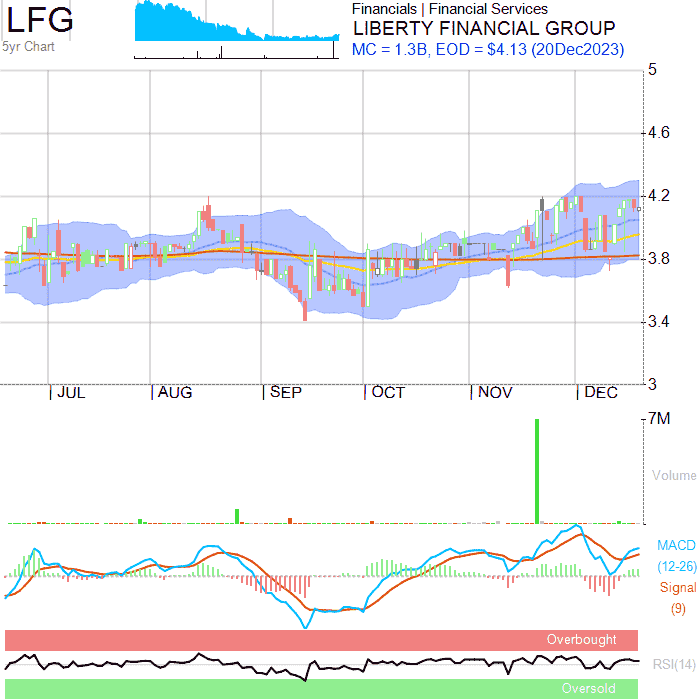 LFG
5yr Chart
Financials | Financial Services
LIBERTY FINANCIAL GROUP
MC = 1.3B, EOD = $4.13 (20Dec2023)
5
4.6
4.2
3.8
3.4
3
JUL AUG SEP OCT NOV DEC
7M
Volume
MACD
(12-26)
Signal
(9)
Overbought
RSI(14)
Oversold